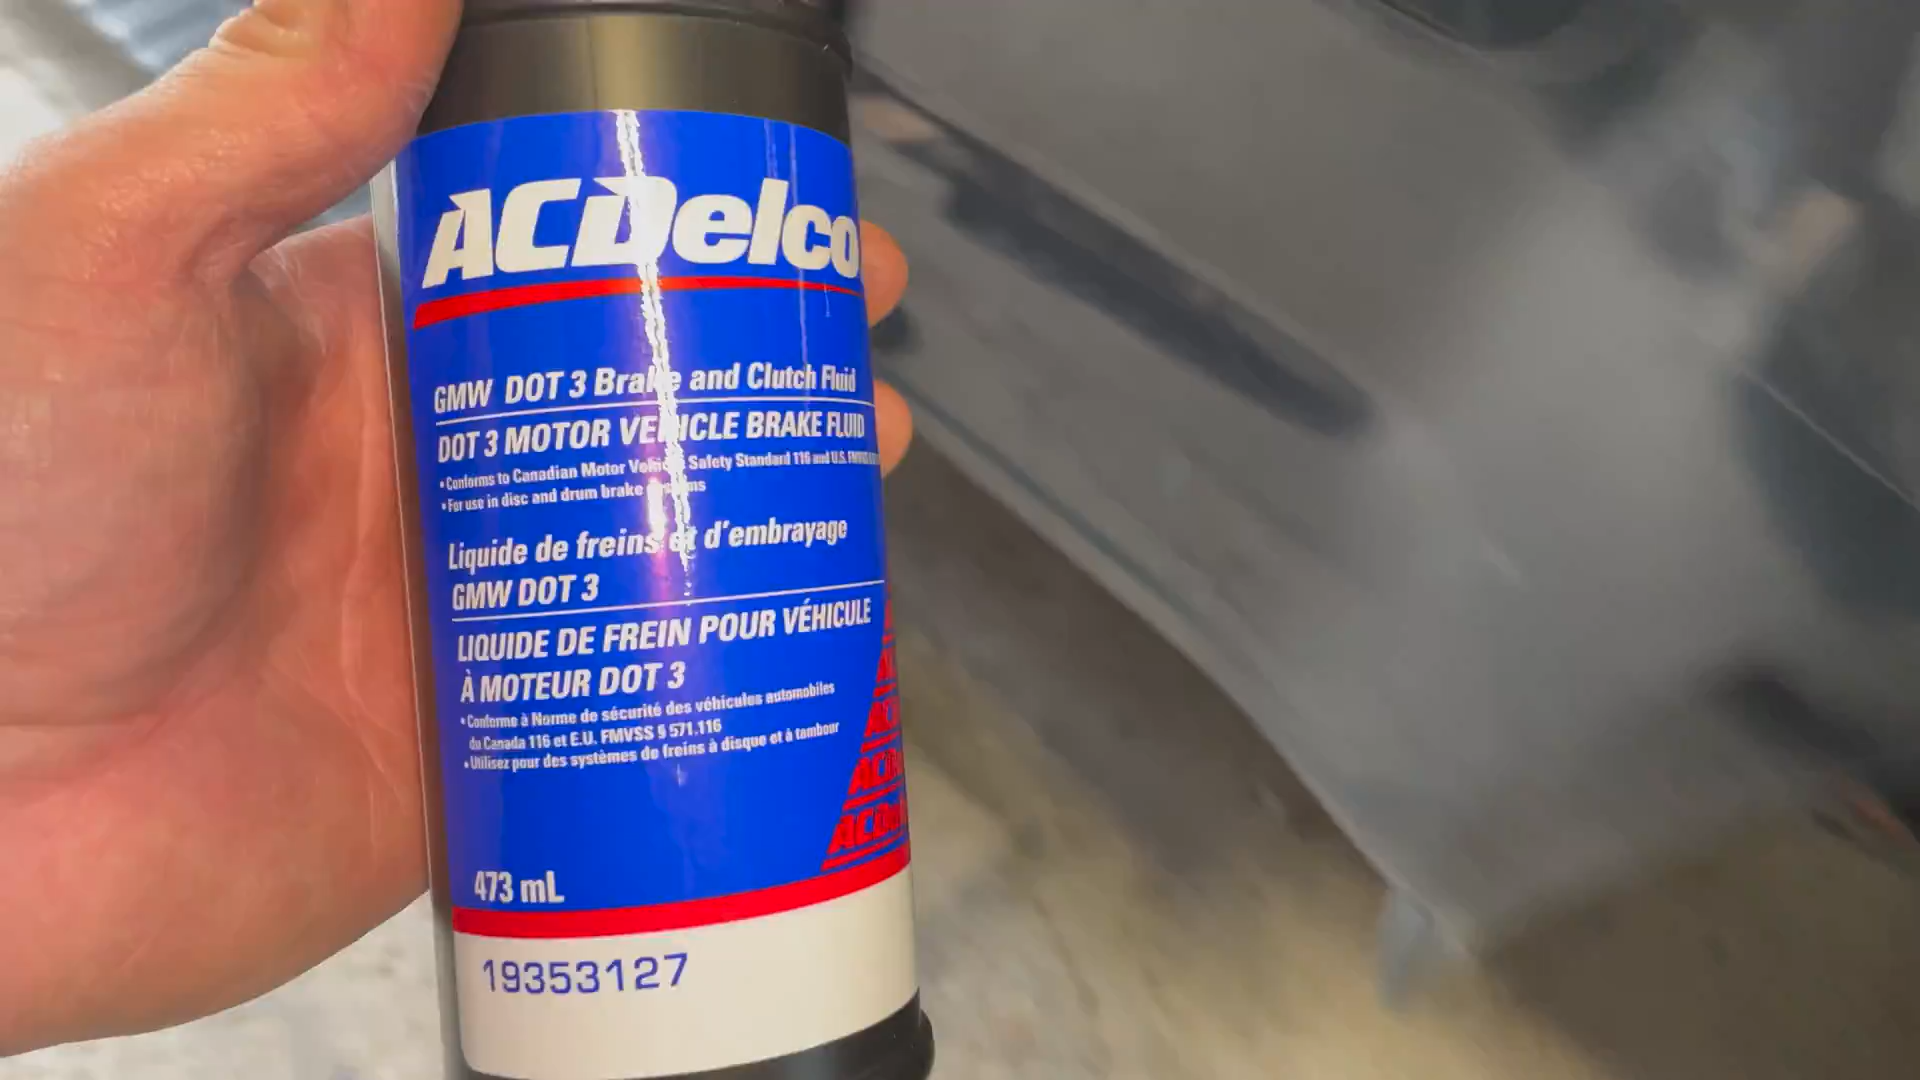 ACDelco
GMW DOT 3 Brake and Clutch Fluid
DOT 3 MOTOR VEHICLE BRAKE FLUID
• Conforms to Canadian Motor Vehicle Safety Standard 116 and U.S.
• For use in disc and drum brake systems
Liquide de freins et d'embrayage
GMW DOT 3
LIQUIDE DE FREIN POUR VÉHICULE
À MOTEUR DOT 3
• Conforme à Norme de sécurité des véhicules automobiles
du Canada 116 et E.U. FMVSS § 571.116
• Utilisez pour des systèmes de freins à disque et à tambour
473 mL
19353127